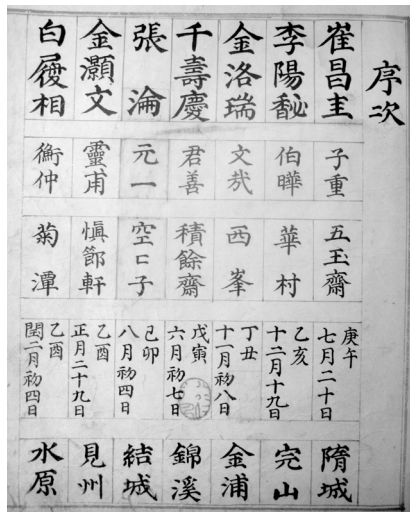 序次
崔昌圭 子重 五玉齋 庚午 七月二十日 隋城
李陽馝 伯曄 華村 乙亥 十二月十九日 完山
金洛瑞 文哉 西峯 丁丑 十一月初八日 金浦
千壽慶 君善 積餘齋 戊寅 六月初七日 錦溪
張淪 元一 空匚子 己卯 八月初四日 結城
金灝文 靈甫 愼節軒 乙酉 正月二十九日 見州
白履相 衡仲 菊潭 乙酉 閏二月初四日 水原